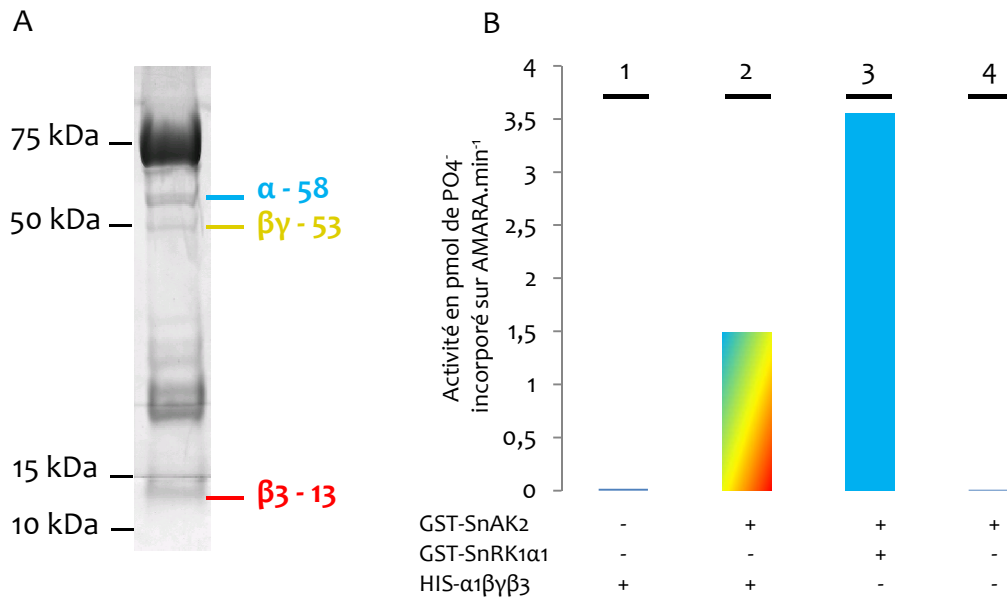 A
75 kDa
α - 58
50 kDa
βγ - 53
15 kDa
β3 - 13
10 kDa
B
Activité en pmol de PO4-
incorporé sur AMARA.min⁻¹
4
3,5
3
2,5
2
1,5
1
0,5
0
1 2 3 4
GST-SnAK2 - + + +
GST-SnRK1α1 - - + -
HIS-α1βγβ3 + + - -